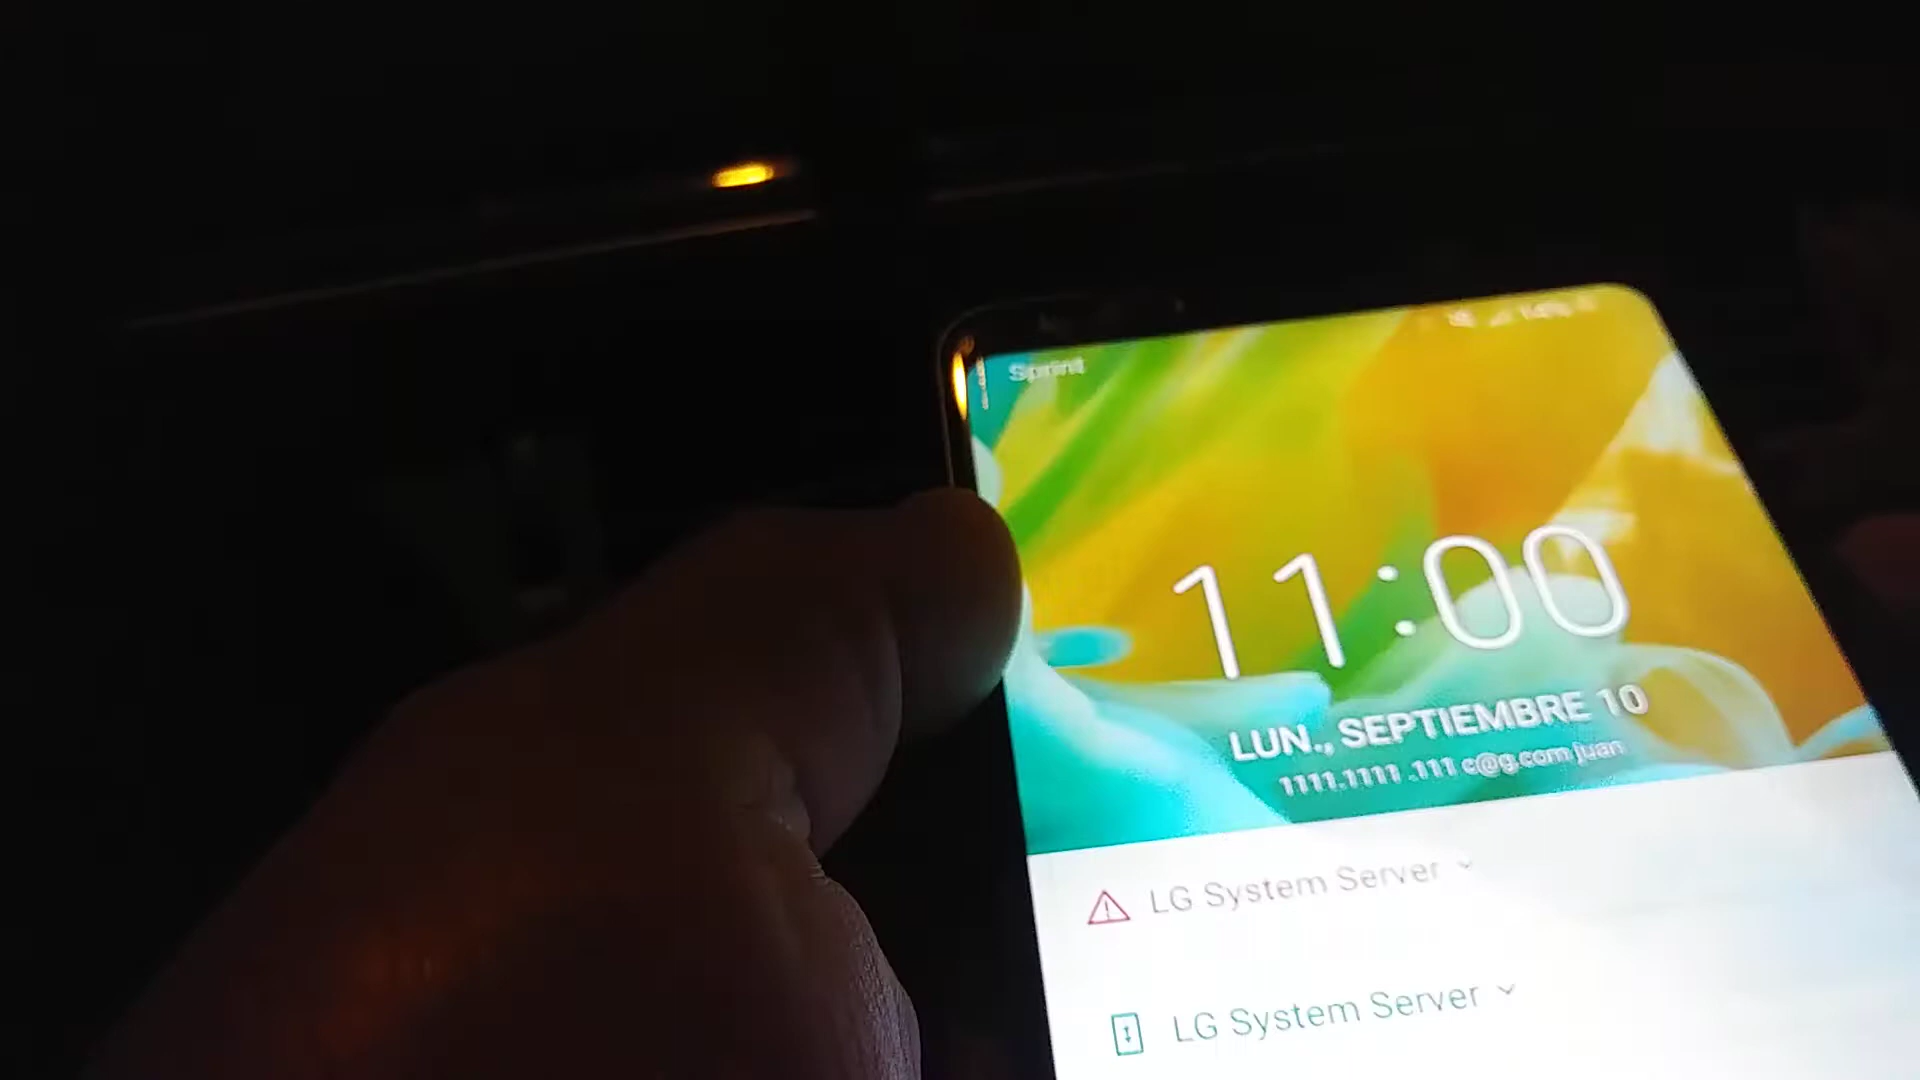 Sprint
11:00
LUN., SEPTIEMBRE 10
1111.1111 .111 c@g.com juan
LG System Server
LG System Server